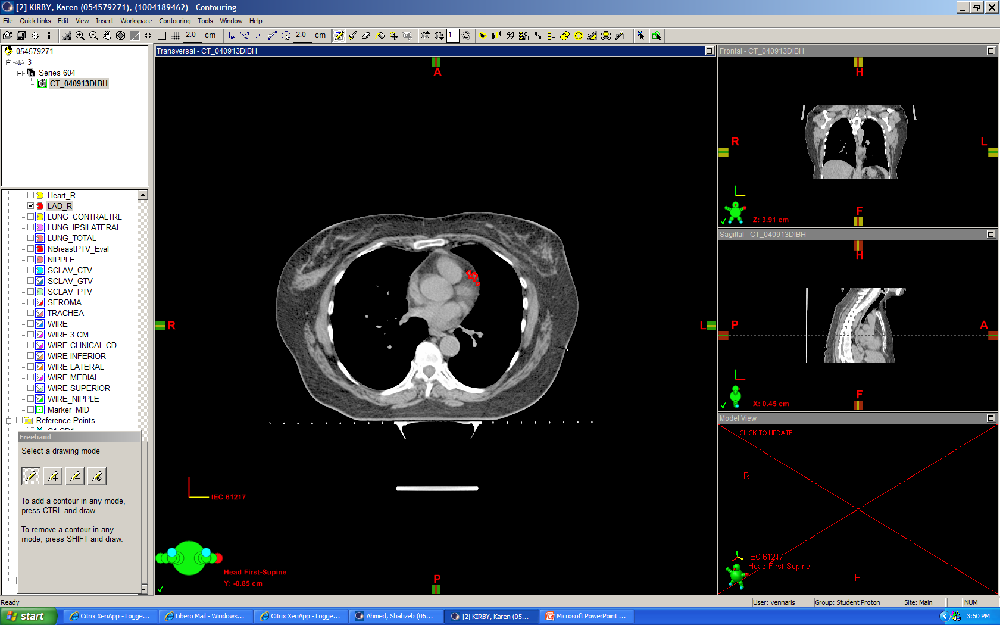 [2] KIRBY, Karen (054579271), (1004189462) - Contouring
File Quick Links Edit View Insert Workspace Contouring Tools Window Help
2.0 cm 2.0 cm 1
054579271
3
Series 604
CT_040913DIBH
Heart_R
LAD_R
LUNG_CONTRALTRL
LUNG_IPSILATERAL
LUNG_TOTAL
NBreastPTV_Eval
NIPPLE
SCLAV_CTV
SCLAV_GTV
SCLAV_PTV
SEROMA
TRACHEA
WIRE
WIRE 3 CM
WIRE CLINICAL CD
WIRE INFERIOR
WIRE LATERAL
WIRE MEDIAL
WIRE SUPERIOR
WIRE_NIPPLE
Marker_MID
Reference Points
Freehand
Select a drawing mode
To add a contour in any mode,
press CTRL and draw.
To remove a contour in any
mode, press SHIFT and draw.
Transversal - CT_040913DIBH
A
R
L
IEC 61217
Head First-Supine
Y: -0.85 cm
P
Frontal - CT_040913DIBH
H
R
L
F
Z: 3.91 cm
Sagittal - CT_040913DIBH
H
P
A
F
X: 0.45 cm
Model View
CLICK TO UPDATE
H
R
L
IEC 61217
Head First-Supine
F
Ready
User: vennaris Group: Student Proton Site: Main NUM
start Citrix XenApp - Logge... Libero Mail - Windows... Citrix XenApp - Logge... Ahmed, Shahzeb (06... [2] KIRBY, Karen (05... Microsoft PowerPoint ... 3:50 PM